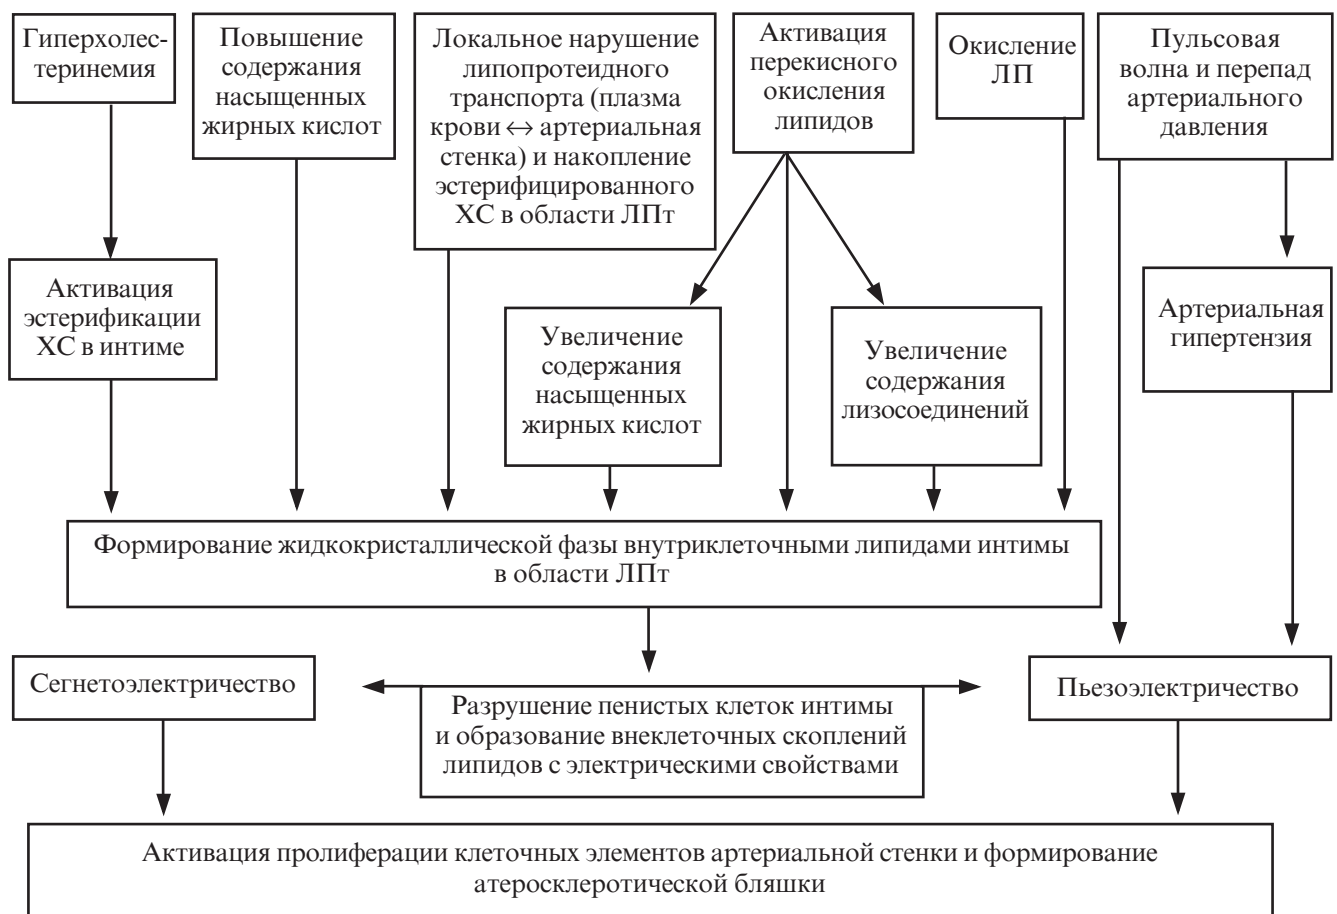 Гиперхолес-
теринемия
Повышение
содержания
насыщенных
жирных кислот
Локальное нарушение
липопротеидного
транспорта (плазма
крови ↔ артериальная
стенка) и накопление
эстерифицированного
ХС в области ЛПт
Активация
перекисного
окисления
липидов
Окисление
ЛП
Пульсовая
волна и перепад
артериального
давления
Активация
эстерификации
ХС в интиме
Увеличение
содержания
насыщенных
жирных кислот
Увеличение
содержания
лизосоединений
Артериальная
гипертензия
Формирование жидкокристаллической фазы внутриклеточными липидами интимы
в области ЛПт
Сегнетоэлектричество
Разрушение пенистых клеток интимы
и образование внеклеточных скоплений
липидов с электрическими свойствами
Пьезоэлектричество
Активация пролиферации клеточных элементов артериальной стенки и формирование
атеросклеротической бляшки